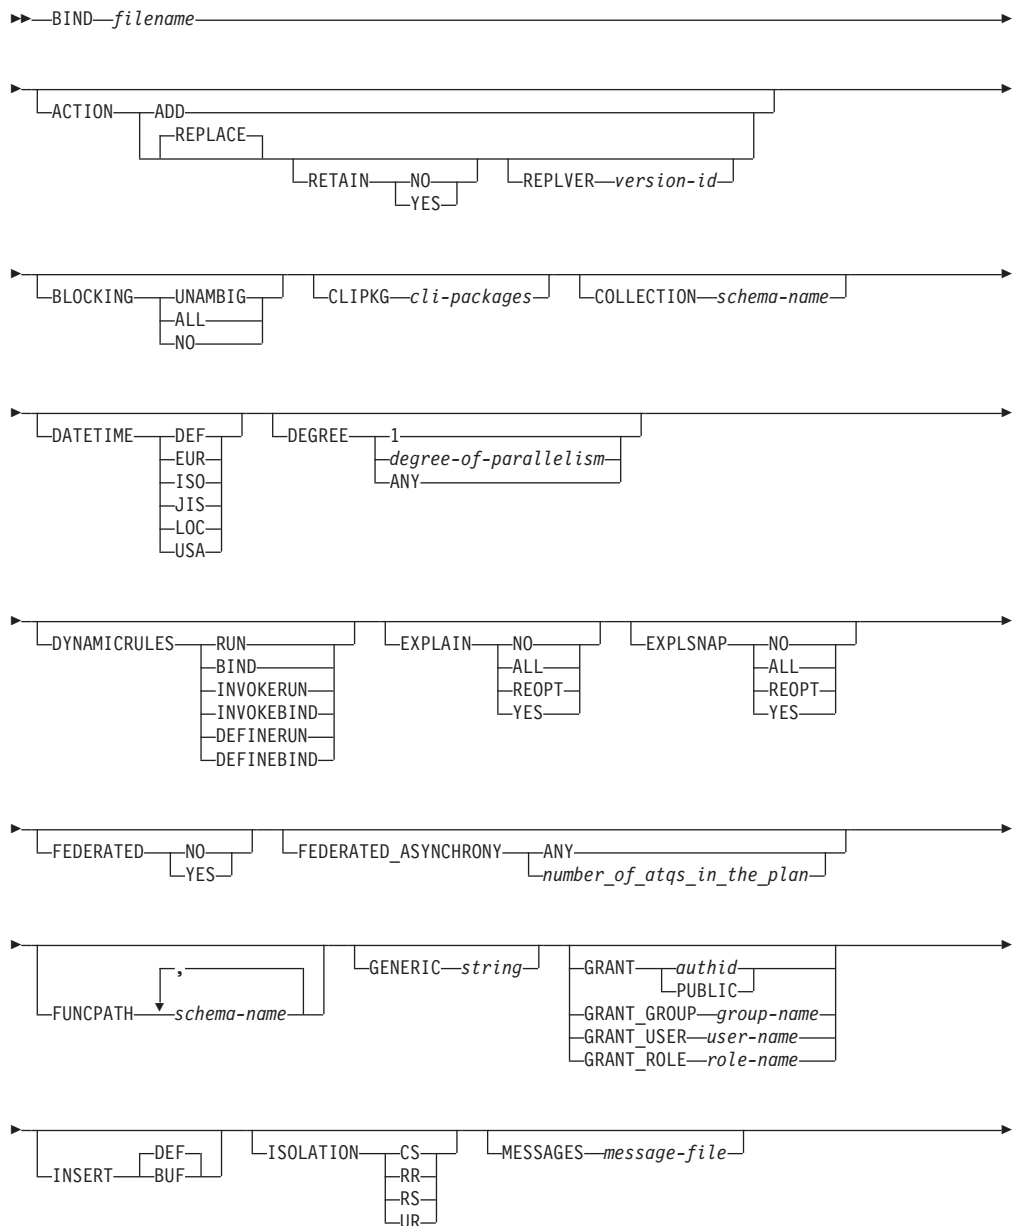 BIND filename
ACTION ADD
REPLACE
RETAIN NO REPLVER version-id
YES
BLOCKING UNAMBIG CLIPKG cli-packages COLLECTION schema-name
ALL
NO
DATETIME DEF DEGREE 1
EUR degree-of-parallelism
ISO ANY
JIS
LOC
USA
DYNAMICRULES RUN EXPLAIN NO EXPLSNAP NO
BIND ALL ALL
INVOKERUN REOPT REOPT
INVOKEBIND YES YES
DEFINERUN
DEFINEBIND
FEDERATED NO FEDERATED_ASYNCHRONY ANY
YES number_of_atqs_in_the_plan
GENERIC string GRANT authid
, PUBLIC
FUNCPATH schema-name GRANT_GROUP group-name
GRANT_USER user-name
GRANT_ROLE role-name
DEF ISOLATION CS MESSAGES message-file
INSERT BUF RR
RS
UR